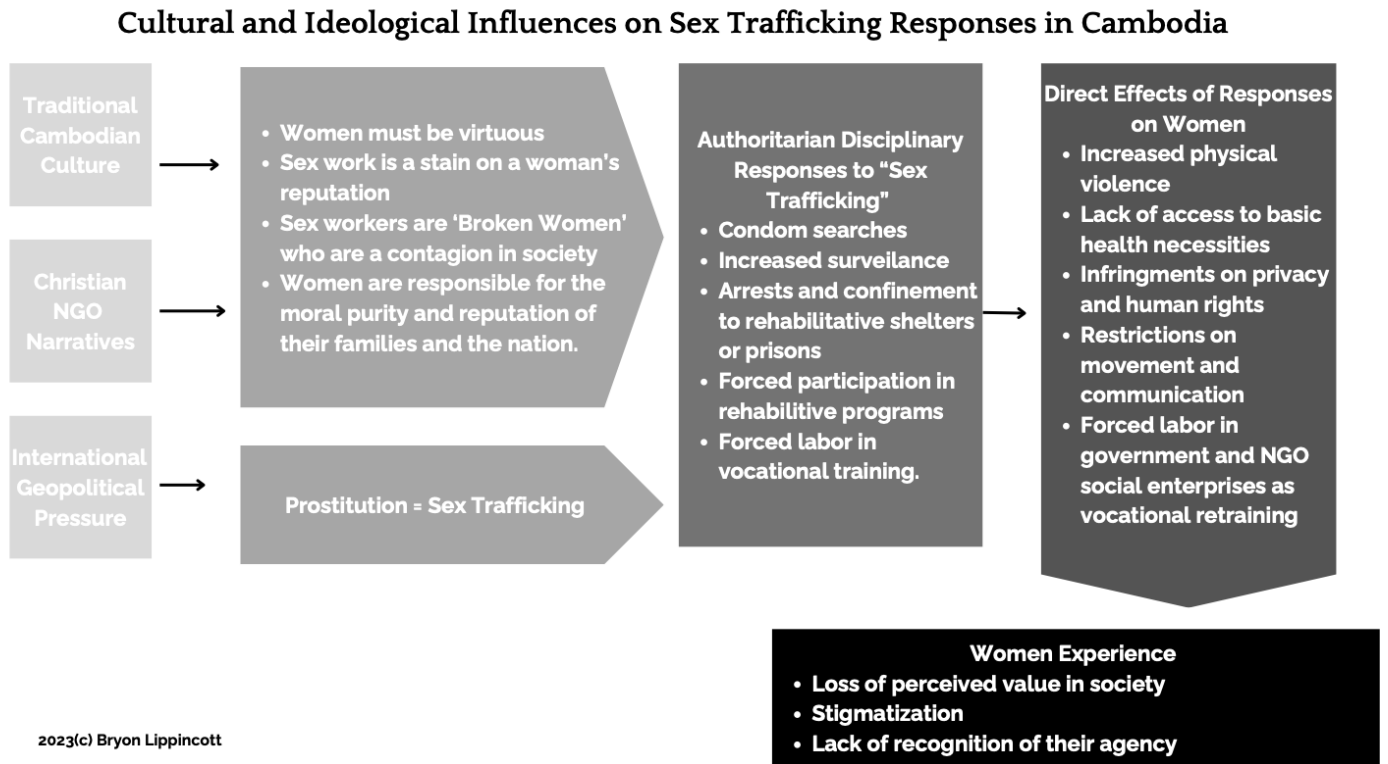 Cultural and Ideological Influences on Sex Trafficking Responses in Cambodia
Traditional
Cambodian
Culture
Christian
NGO
Narratives
International
Geopolitical
Pressure
• Women must be virtuous
• Sex work is a stain on a woman's
reputation
• Sex workers are ‘Broken Women’
who are a contagion in society
• Women are responsible for the
moral purity and reputation of
their families and the nation.
Prostitution = Sex Trafficking
Authoritarian Disciplinary
Responses to “Sex
Trafficking”
• Condom searches
• Increased surveilance
• Arrests and confinement
to rehabilitative shelters
or prisons
• Forced participation in
rehabilitive programs
• Forced labor in
vocational training.
Direct Effects of Responses
on Women
• Increased physical
violence
• Lack of access to basic
health necessities
• Infringments on privacy
and human rights
• Restrictions on
movement and
communication
• Forced labor in
government and NGO
social enterprises as
vocational retraining
Women Experience
• Loss of perceived value in society
• Stigmatization
• Lack of recognition of their agency
2023(c) Bryon Lippincott